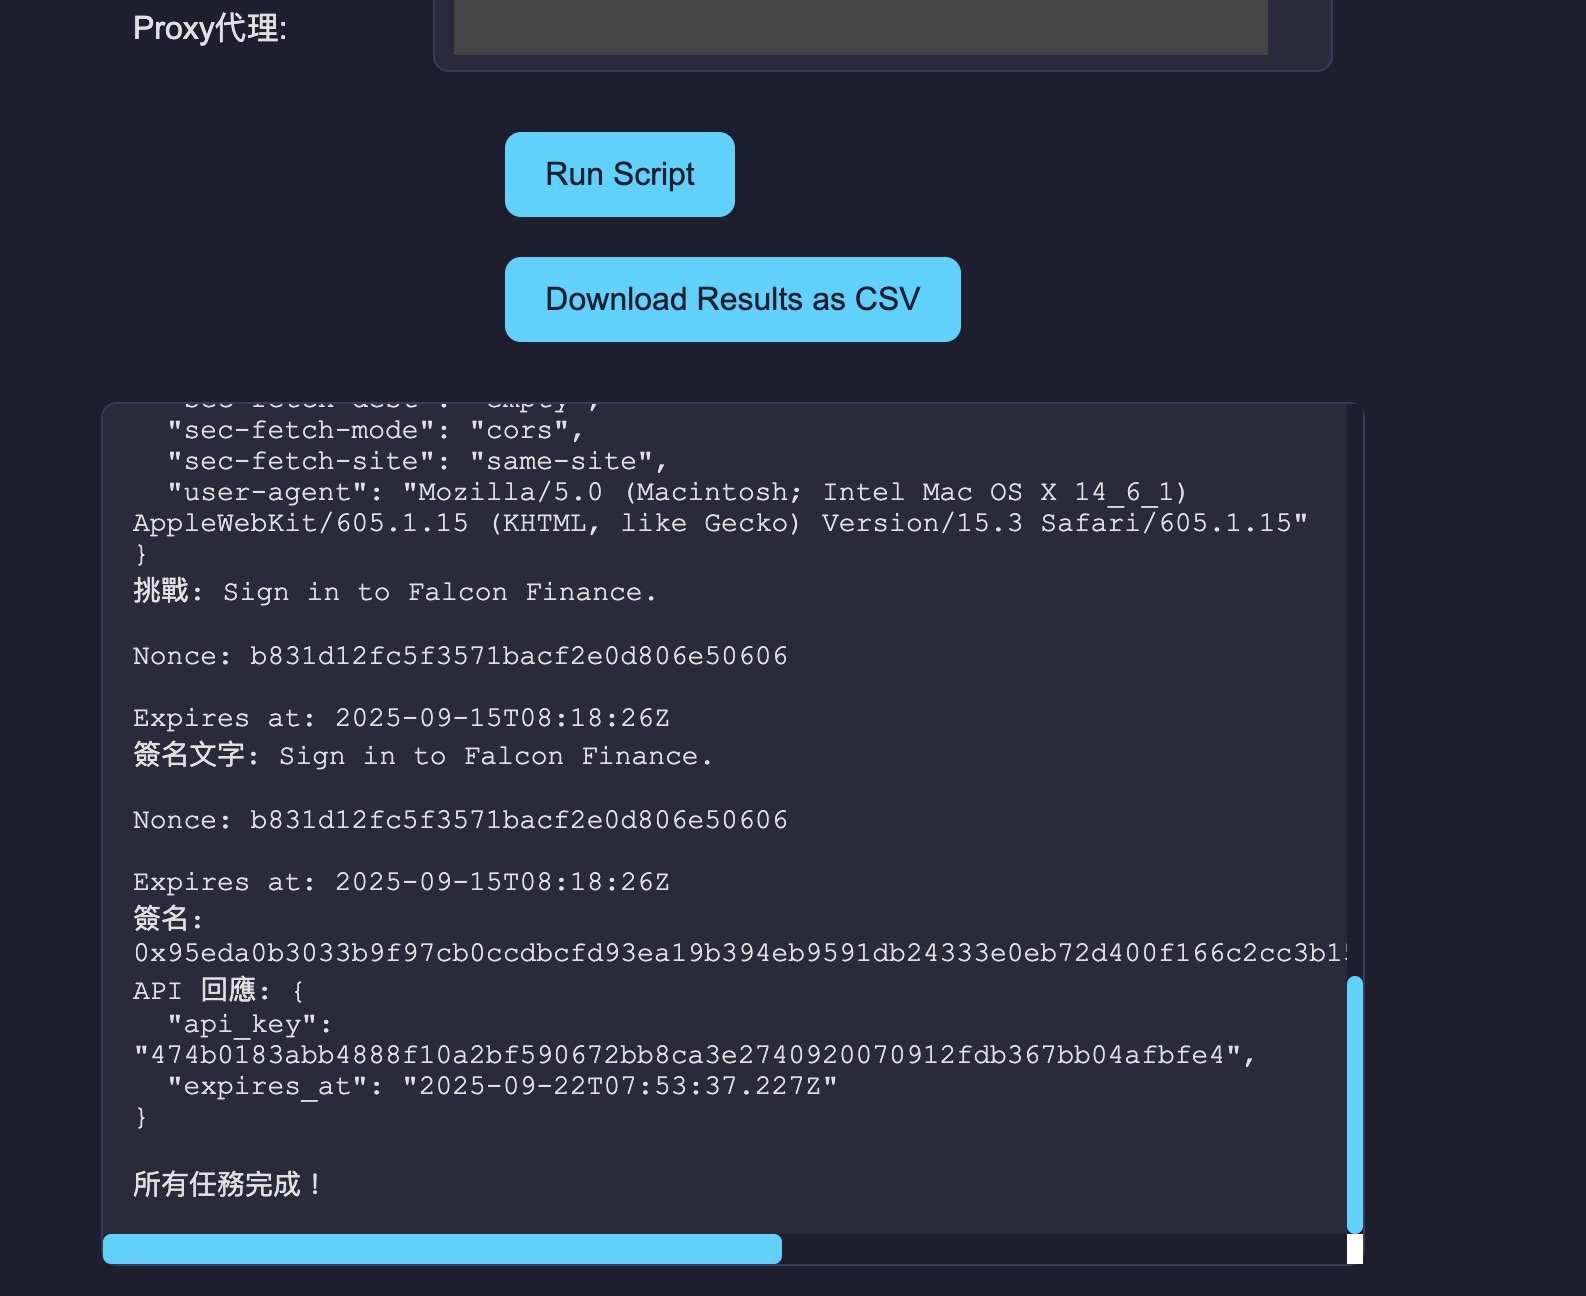 Proxy代理:
Run Script
Download Results as CSV
"sec-fetch-dest": "empty",
"sec-fetch-mode": "cors",
"sec-fetch-site": "same-site",
"user-agent": "Mozilla/5.0 (Macintosh; Intel Mac OS X 14_6_1)
AppleWebKit/605.1.15 (KHTML, like Gecko) Version/15.3 Safari/605.1.15"
}
挑戰: Sign in to Falcon Finance.
Nonce: b831d12fc5f3571bacf2e0d806e50606
Expires at: 2025-09-15T08:18:26Z
簽名文字: Sign in to Falcon Finance.
Nonce: b831d12fc5f3571bacf2e0d806e50606
Expires at: 2025-09-15T08:18:26Z
簽名:
0x95eda0b3033b9f97cb0ccdbcfd93ea19b394eb9591db24333e0eb72d400f166c2cc3b15
API 回應: {
"api_key":
"474b0183abb4888f10a2bf590672bb8ca3e2740920070912fdb367bb04afbfe4",
"expires_at": "2025-09-22T07:53:37.227Z"
}
所有任務完成！